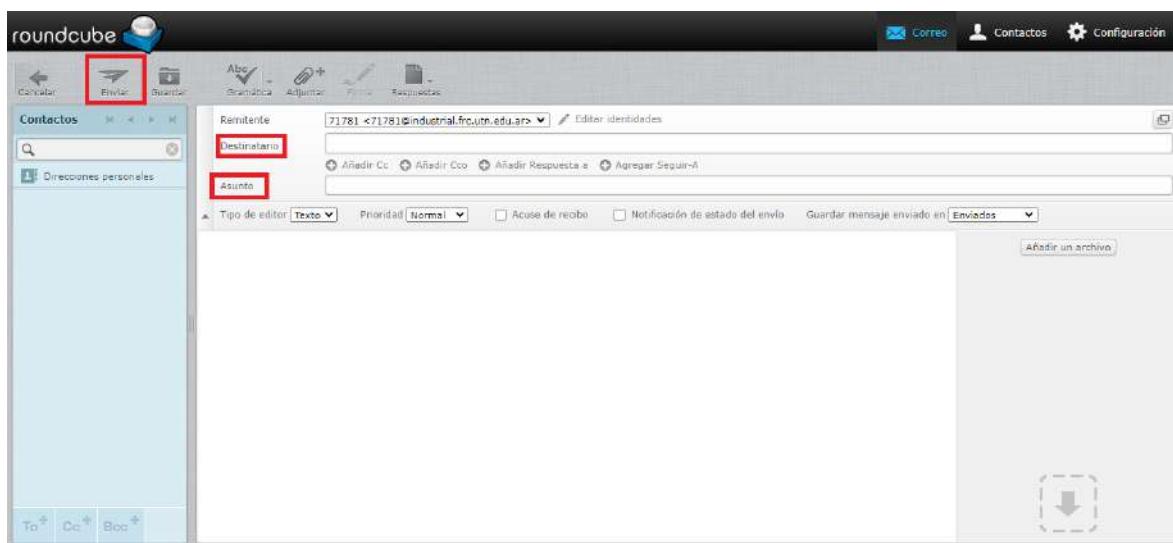 roundcube
Correo Contactos Configuración
Cancelar Enviar Guardar Gramática Adjuntar Firma Respuestas
Contactos
Remitente 71781 <71781@industrial.frc.utn.edu.ar> Editar identidades
Destinatario
Añadir Cc Añadir Cco Añadir Respuesta a Agregar Seguir-A
Direcciones personales
Asunto
Tipo de editor Texto Prioridad Normal Acuse de recibo Notificación de estado del envío Guardar mensaje enviado en Enviados
Añadir un archivo
To+ Cc+ Bcc+